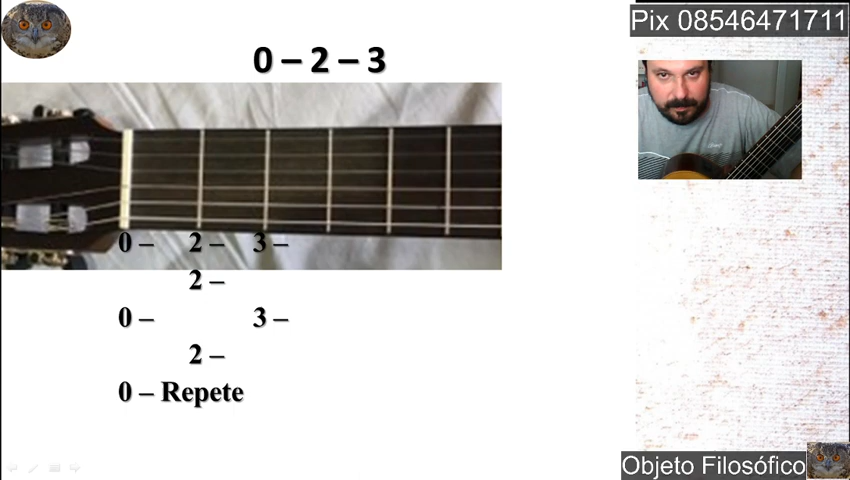 Pix 08546471711
0 – 2 – 3
0 – 2 – 3 –
2 –
0 – 3 –
2 –
0 – Repete
Objeto Filosófico